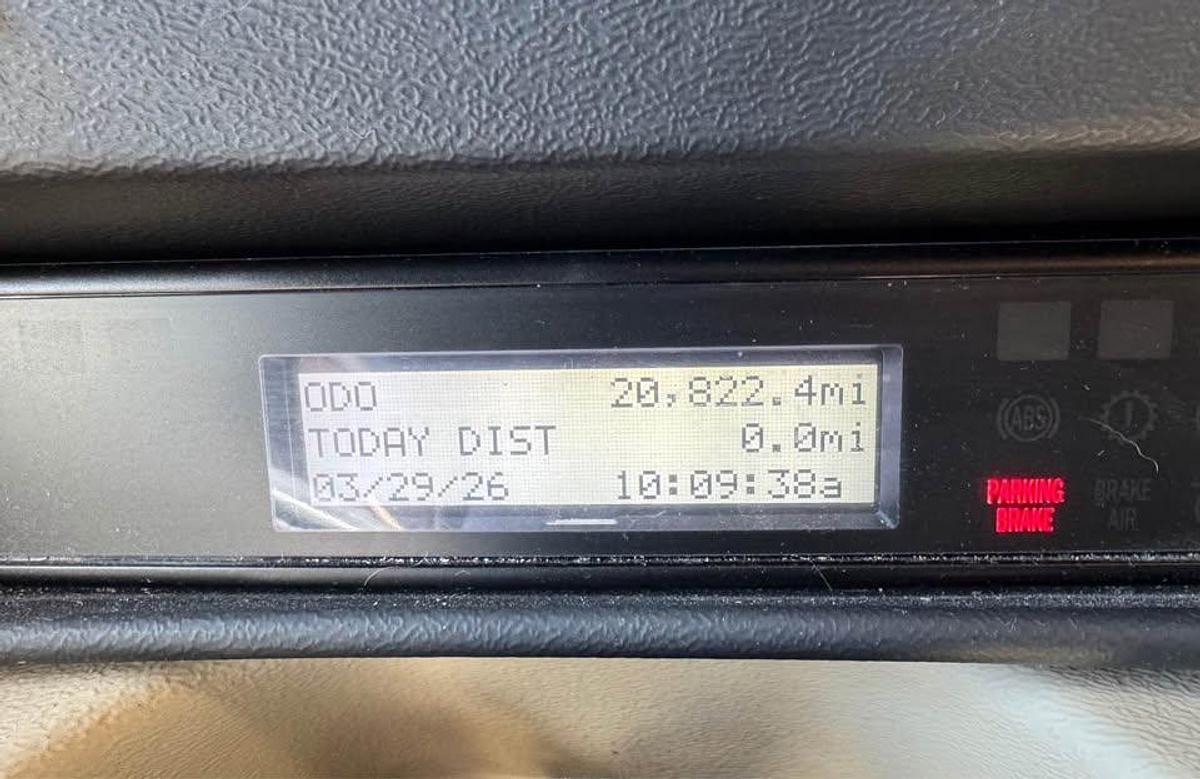 ODO 20,822.4mi
TODAY DIST 0.0mi
03/29/26 10:09:38a
ABS
PARKING
BRAKE
BRAKE
AIR